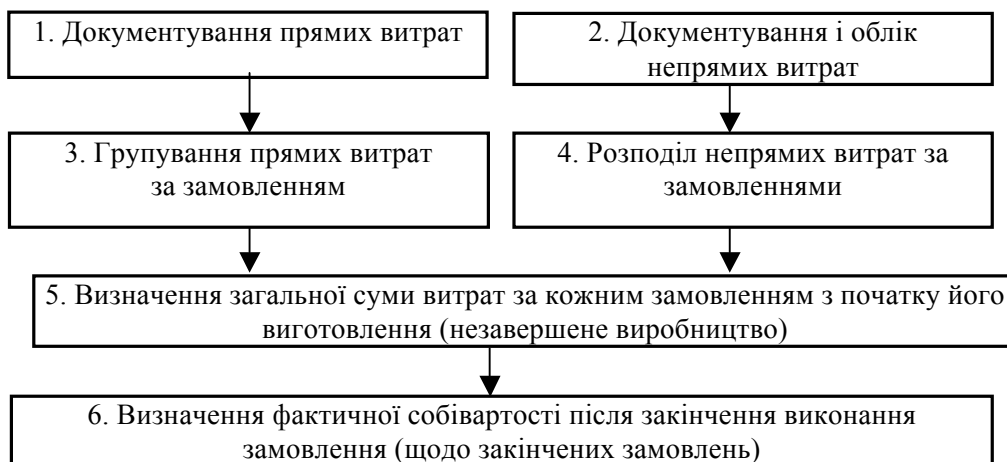 1. Документування прямих витрат
2. Документування і облік
непрямих витрат
3. Групування прямих витрат
за замовленням
4. Розподіл непрямих витрат за
замовленнями
5. Визначення загальної суми витрат за кожним замовленням з початку його
виготовлення (незавершене виробництво)
6. Визначення фактичної собівартості після закінчення виконання
замовлення (щодо закінчених замовлень)